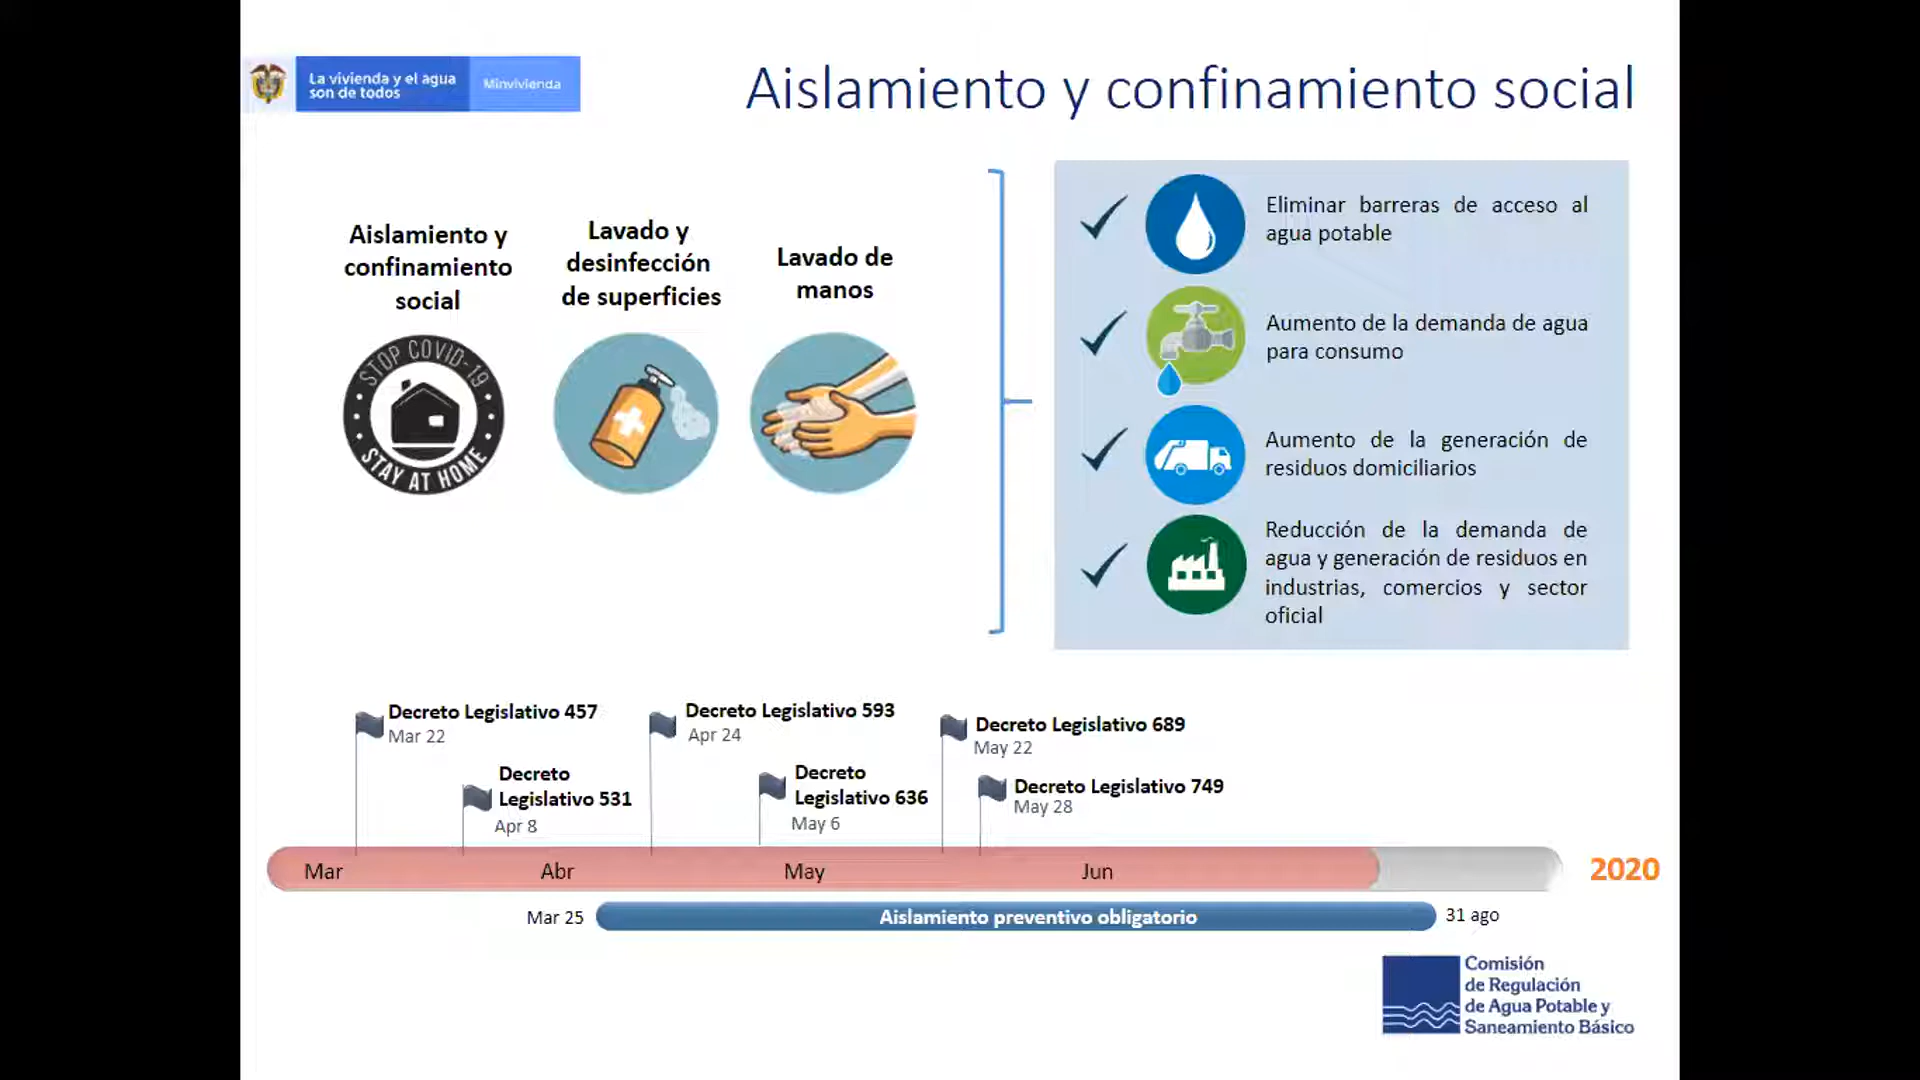 La vivienda y el agua
son de todos
Minvivienda
Aislamiento y confinamiento social
Aislamiento y
confinamiento
social
Lavado y
desinfección
de superficies
Lavado de
manos
STOP COVID-19
STAY AT HOME
Eliminar barreras de acceso al
agua potable
Aumento de la demanda de agua
para consumo
Aumento de la generación de
residuos domiciliarios
Reducción de la demanda de
agua y generación de residuos en
industrias, comercios y sector
oficial
Decreto Legislativo 457
Mar 22
Decreto
Legislativo 531
Apr 8
Decreto Legislativo 593
Apr 24
Decreto
Legislativo 636
May 6
Decreto Legislativo 689
May 22
Decreto Legislativo 749
May 28
Mar
Abr
May
Jun
2020
Mar 25
Aislamiento preventivo obligatorio
31 ago
Comisión
de Regulación
de Agua Potable y
Saneamiento Básico